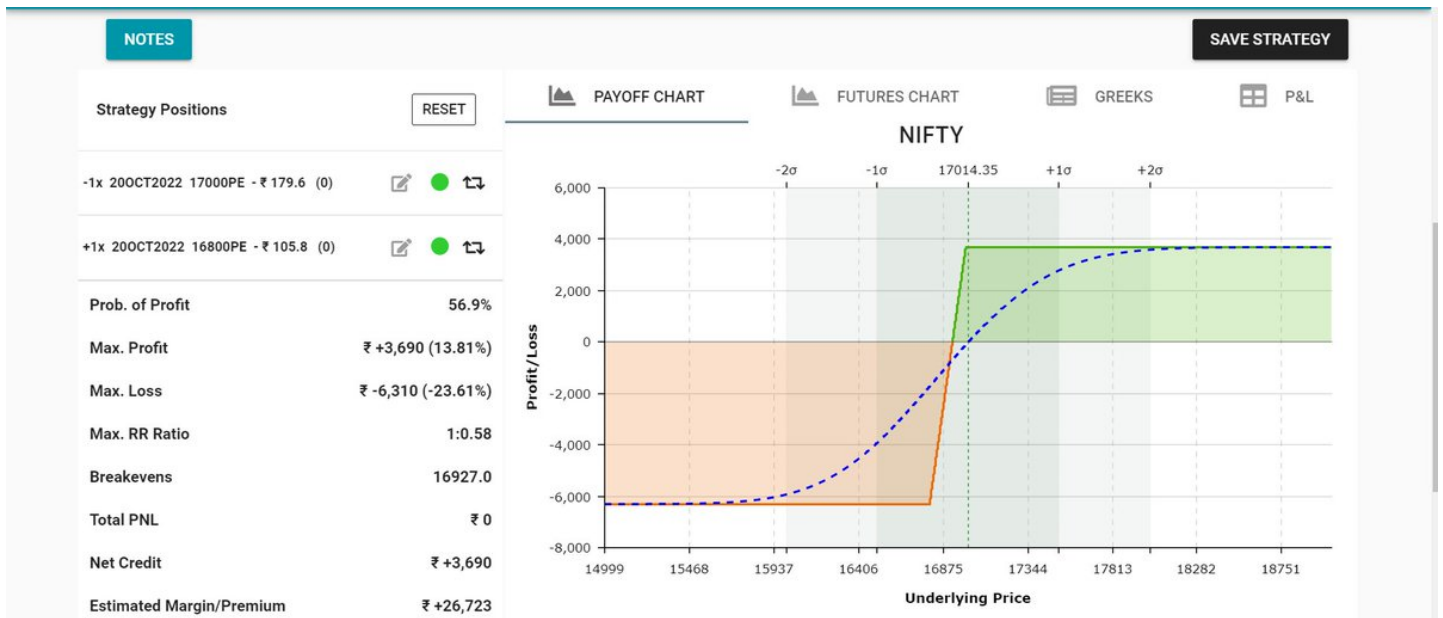 NOTES
SAVE STRATEGY
Strategy Positions
RESET
-1x 20OCT2022 17000PE - ₹ 179.6 (0)
+1x 20OCT2022 16800PE - ₹ 105.8 (0)
Prob. of Profit 56.9%
Max. Profit ₹ +3,690 (13.81%)
Max. Loss ₹ -6,310 (-23.61%)
Max. RR Ratio 1:0.58
Breakevens 16927.0
Total PNL ₹ 0
Net Credit ₹ +3,690
Estimated Margin/Premium ₹ +26,723
PAYOFF CHART FUTURES CHART GREEKS P&L
NIFTY
-2σ -1σ 17014.35 +1σ +2σ
6,000
4,000
2,000
0
-2,000
-4,000
-6,000
-8,000
Profit/Loss
14999 15468 15937 16406 16875 17344 17813 18282 18751
Underlying Price